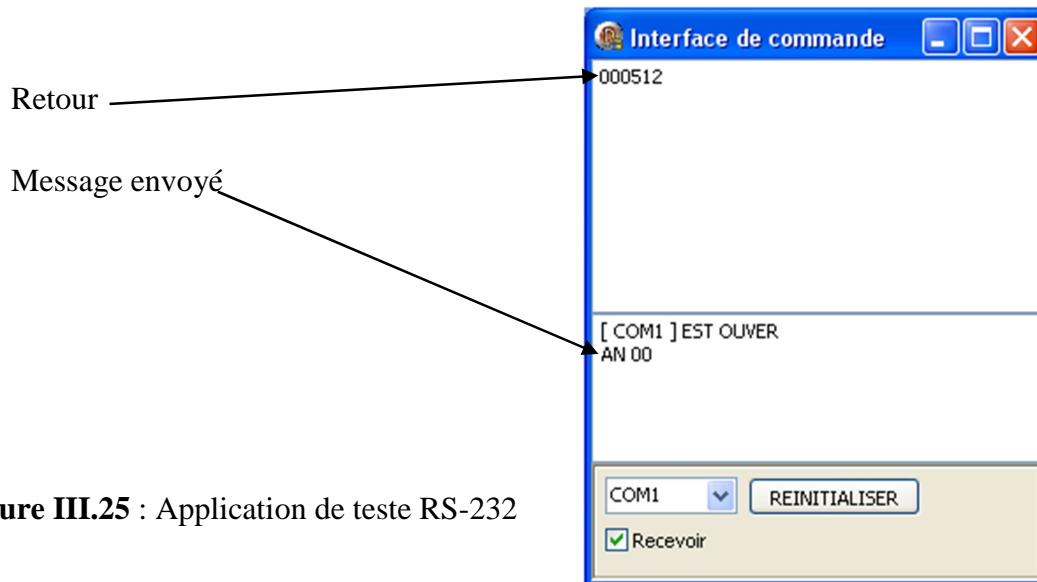 Interface de commande
000512
Retour
Message envoyé
[ COM1 ] EST OUVER
AN 00
COM1
REINITIALISER
ure III.25 : Application de teste RS-232
Recevoir